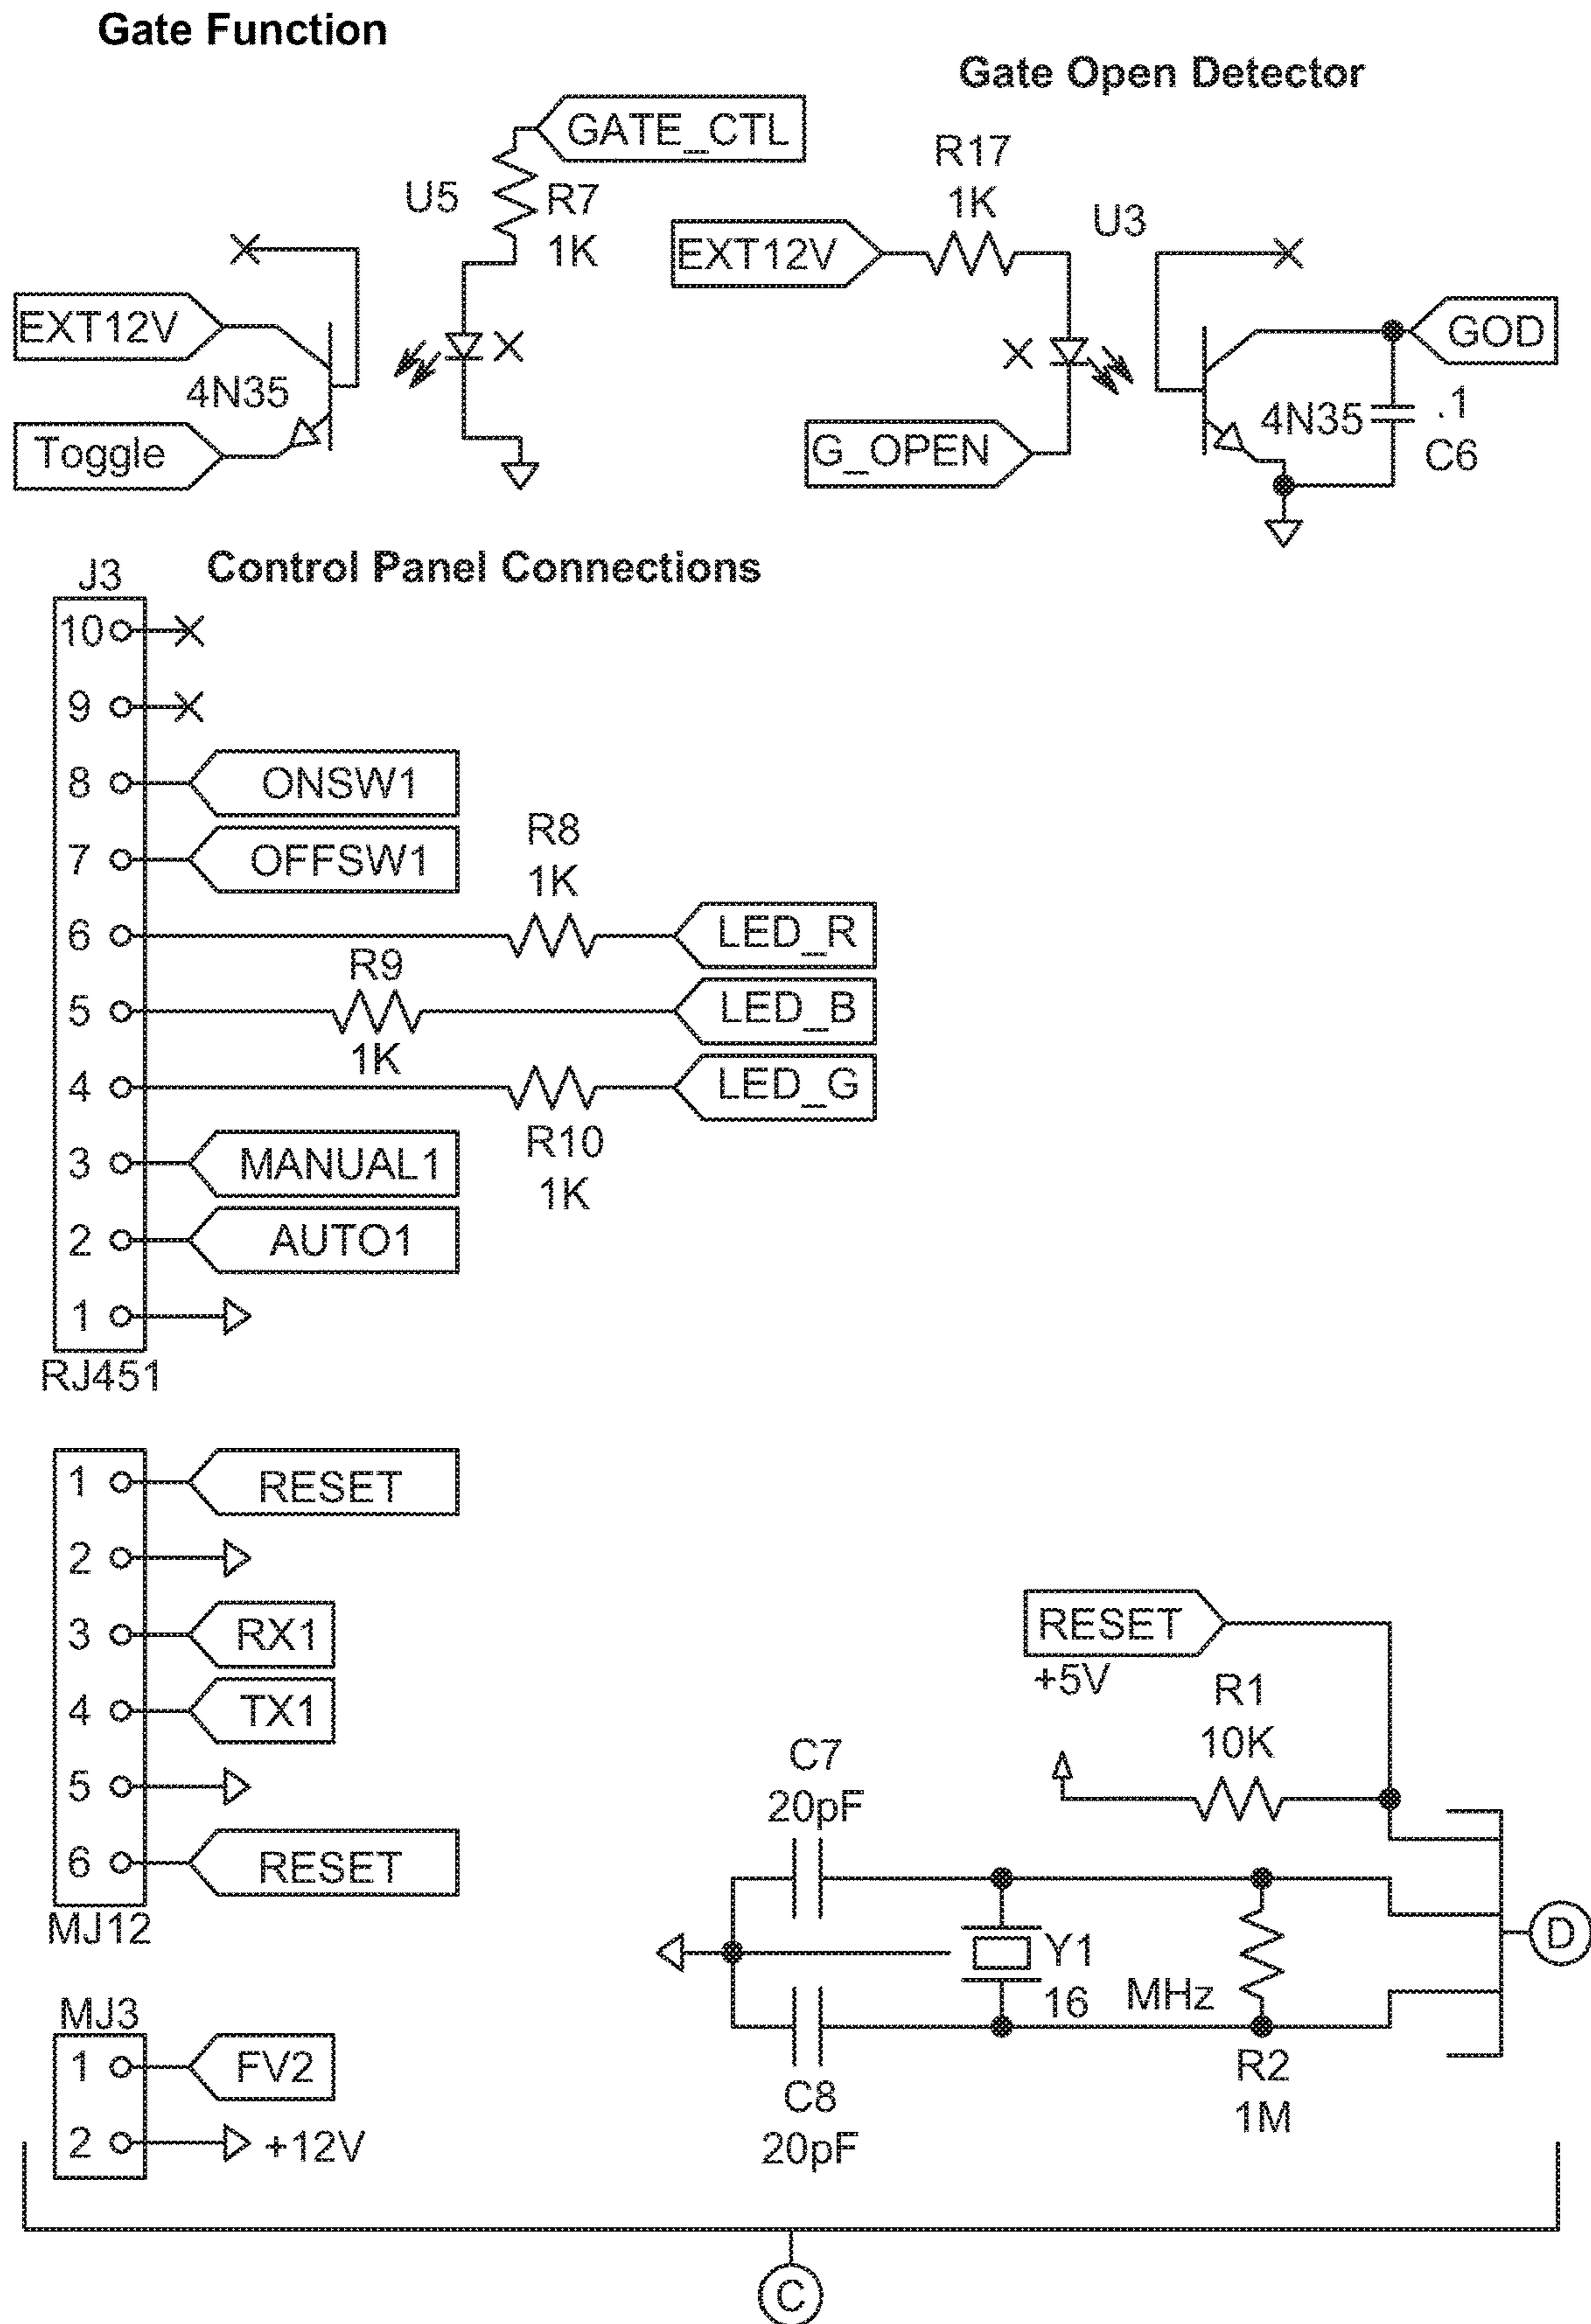 Gate Function
Gate Open Detector
GATE_CTL
U5
R7
1K
EXT12V
4N35
Toggle
R17
1K
U3
EXT12V
GOD
G_OPEN
4N35
.1
C6
Control Panel Connections
J3
10
9
8 ONSW1
7 OFFSW1
R8
1K
6 LED_R
R9
5 LED_B
1K
4 LED_G
R10
1K
3 MANUAL1
2 AUTO1
1
RJ451
1 RESET
2
3 RX1
4 TX1
5
6 RESET
MJ12
MJ3
1 FV2
2 +12V
RESET
+5V
R1
10K
C7
20pF
Y1
16 MHz
R2
1M
C8
20pF
D
C